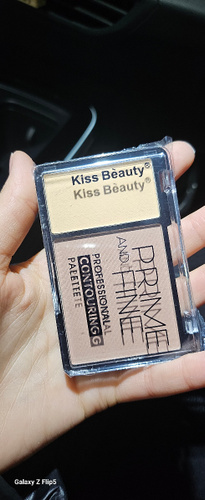 Kiss Beauty®
Kiss Beauty®
PRIME
AND
FINE
PROFESSIONAL
CONTOURING
PALETTE
Galaxy Z Flip5